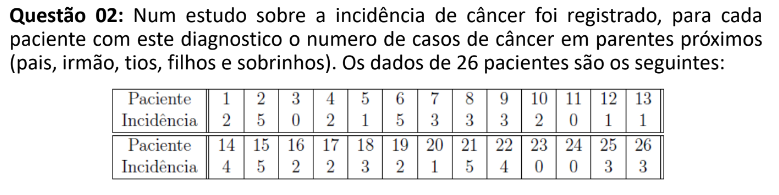 Questão 02: Num estudo sobre a incidência de câncer foi registrado, para cada
paciente com este diagnostico o numero de casos de câncer em parentes próximos
(pais, irmão, tios, filhos e sobrinhos). Os dados de 26 pacientes são os seguintes:
Paciente 1 2 3 4 5 6 7 8 9 10 11 12 13
Incidência 2 5 0 2 1 5 3 3 3 2 0 1 1
Paciente 14 15 16 17 18 19 20 21 22 23 24 25 26
Incidência 4 5 2 2 3 2 1 5 4 0 0 3 3